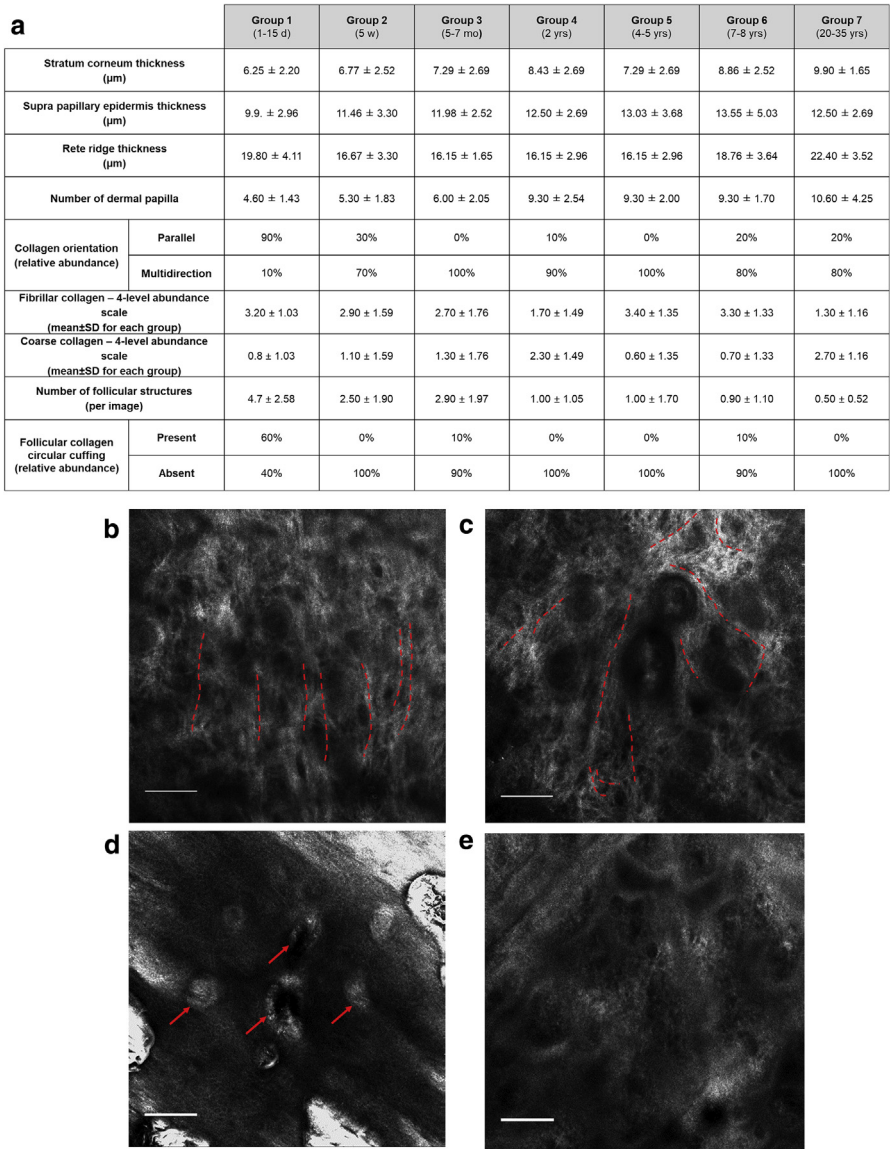 a
Group 1 Group 2 Group 3 Group 4 Group 5 Group 6 Group 7
(1-15 d) (5 w) (5-7 mo) (2 yrs) (4-5 yrs) (7-8 yrs) (20-35 yrs)
Stratum corneum thickness
(µm)
6.25 ± 2.20 6.77 ± 2.52 7.29 ± 2.69 8.43 ± 2.69 7.29 ± 2.69 8.86 ± 2.52 9.90 ± 1.65
Supra papillary epidermis thickness
(µm)
9.9. ± 2.96 11.46 ± 3.30 11.98 ± 2.52 12.50 ± 2.69 13.03 ± 3.68 13.55 ± 5.03 12.50 ± 2.69
Rete ridge thickness
(µm)
19.80 ± 4.11 16.67 ± 3.30 16.15 ± 1.65 16.15 ± 2.96 16.15 ± 2.96 18.76 ± 3.64 22.40 ± 3.52
Number of dermal papilla 4.60 ± 1.43 5.30 ± 1.83 6.00 ± 2.05 9.30 ± 2.54 9.30 ± 2.00 9.30 ± 1.70 10.60 ± 4.25
Collagen orientation
(relative abundance)
Parallel 90% 30% 0% 10% 0% 20% 20%
Multidirection 10% 70% 100% 90% 100% 80% 80%
Fibrillar collagen – 4-level abundance
scale
(mean±SD for each group)
3.20 ± 1.03 2.90 ± 1.59 2.70 ± 1.76 1.70 ± 1.49 3.40 ± 1.35 3.30 ± 1.33 1.30 ± 1.16
Coarse collagen – 4-level abundance
scale
(mean±SD for each group)
0.8 ± 1.03 1.10 ± 1.59 1.30 ± 1.76 2.30 ± 1.49 0.60 ± 1.35 0.70 ± 1.33 2.70 ± 1.16
Number of follicular structures
(per image)
4.7 ± 2.58 2.50 ± 1.90 2.90 ± 1.97 1.00 ± 1.05 1.00 ± 1.70 0.90 ± 1.10 0.50 ± 0.52
Follicular collagen
circular cuffing
(relative abundance)
Present 60% 0% 10% 0% 0% 10% 0%
Absent 40% 100% 90% 100% 100% 90% 100%
b
c
d
e